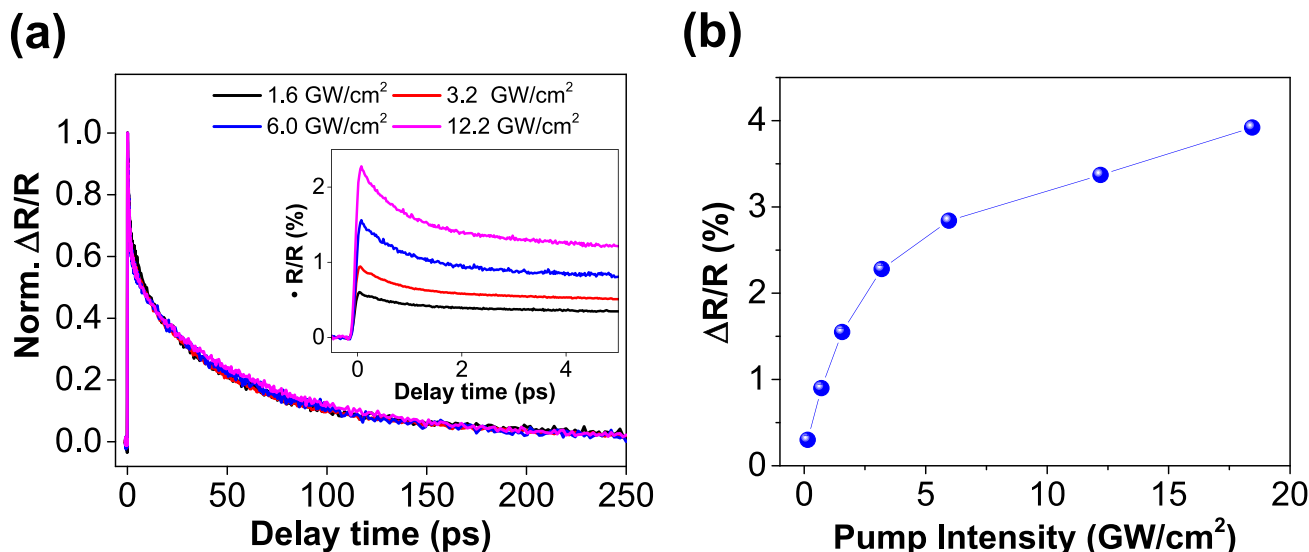 (a)
(b)
1.6 GW/cm²
3.2 GW/cm²
6.0 GW/cm²
12.2 GW/cm²
Norm. ΔR/R
1.0
0.8
0.6
0.4
0.2
0.0
0
50
100
150
200
250
Delay time (ps)
• R/R (%)
2
1
0
0
2
4
Delay time (ps)
ΔR/R (%)
4
3
2
1
0
0
5
10
15
20
Pump Intensity (GW/cm²)